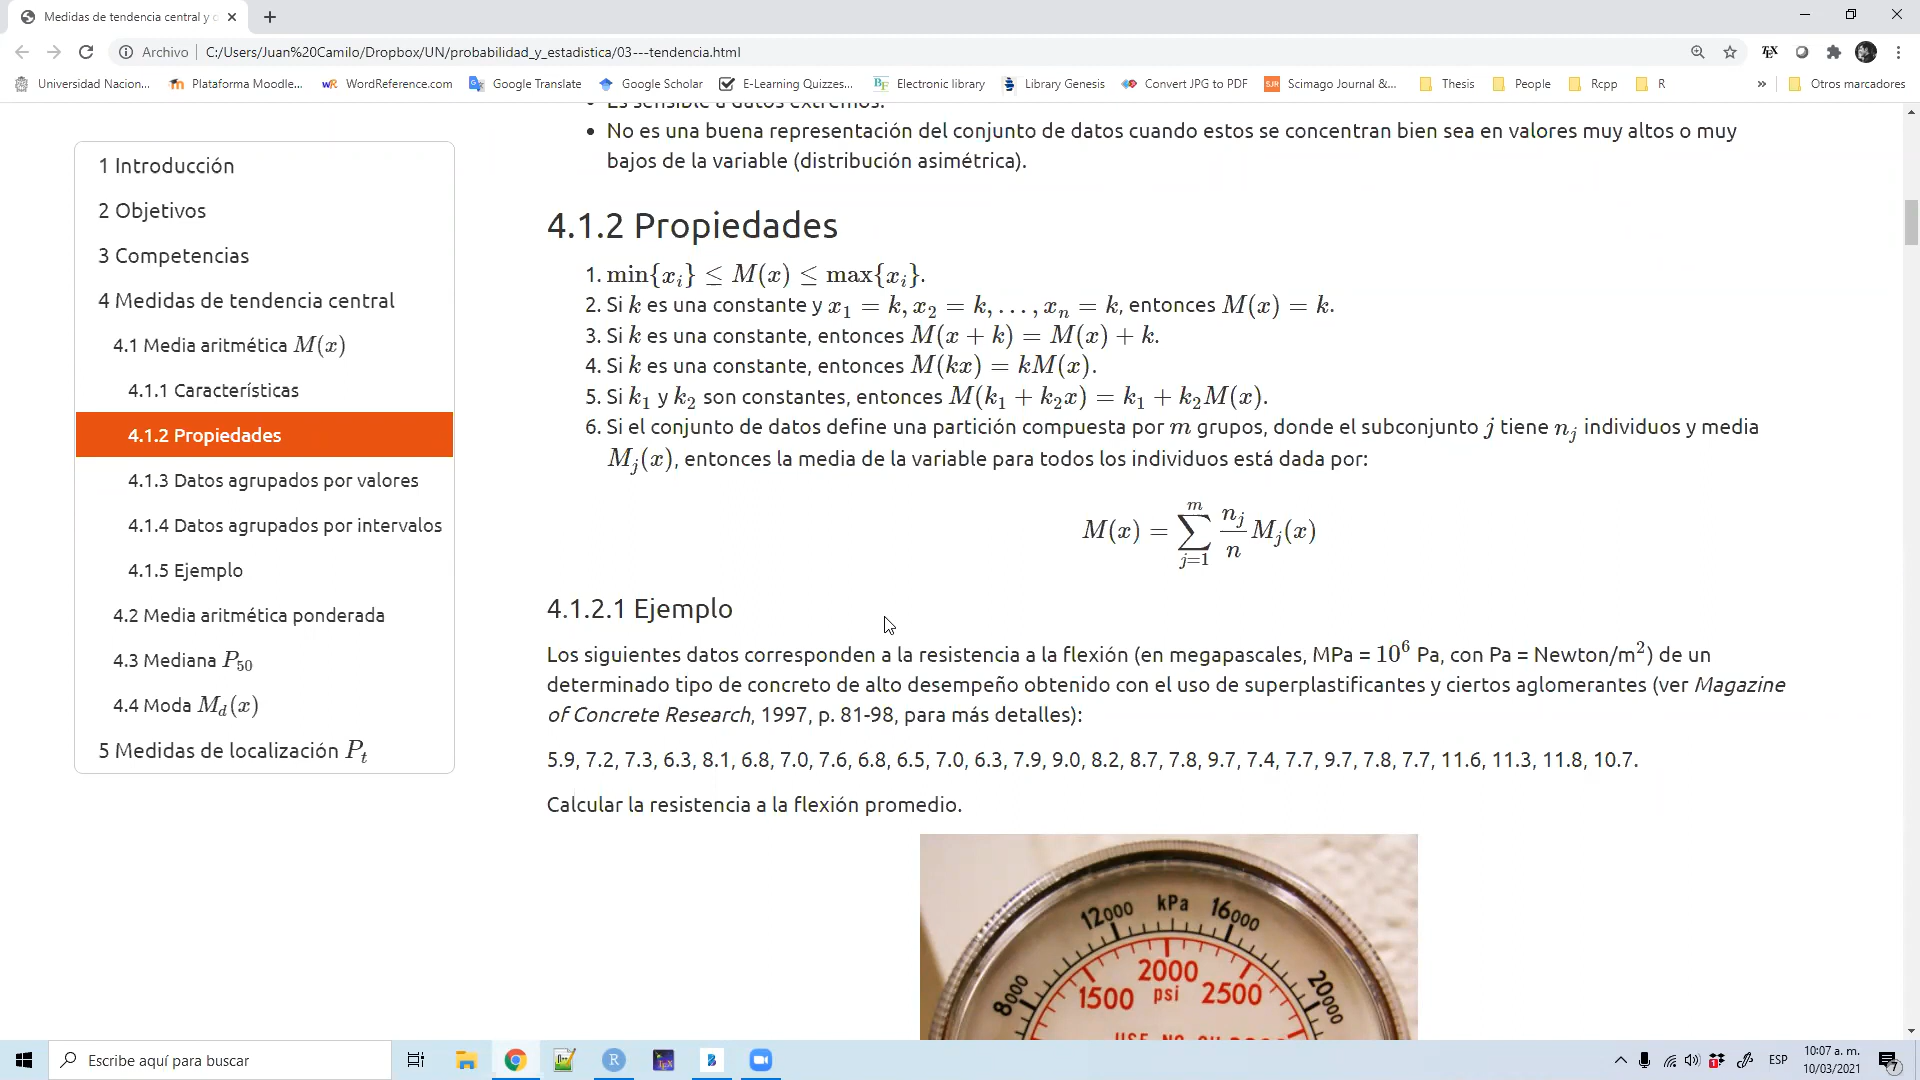 Medidas de tendencia central y d
Archivo C:/Users/Juan%20Camilo/Dropbox/UN/probabilidad_y_estadistica/03---tendencia.html
Universidad Nacion... Plataforma Moodle... WordReference.com Google Translate Google Scholar E-Learning Quizzes... Electronic library Library Genesis Convert JPG to PDF Scimago Journal &... Thesis People Rcpp R » Otros marcadores
1 Introducción
2 Objetivos
3 Competencias
4 Medidas de tendencia central
4.1 Media aritmética M(x)
4.1.1 Características
4.1.2 Propiedades
4.1.3 Datos agrupados por valores
4.1.4 Datos agrupados por intervalos
4.1.5 Ejemplo
4.2 Media aritmética ponderada
4.3 Mediana P₅₀
4.4 Moda M_d(x)
5 Medidas de localización P_t
• Es sensible a datos extremos.
• No es una buena representación del conjunto de datos cuando estos se concentran bien sea en valores muy altos o muy
bajos de la variable (distribución asimétrica).
4.1.2 Propiedades
1. min{x_i} ≤ M(x) ≤ max{x_i}.
2. Si k es una constante y x₁ = k, x₂ = k, . . . , x_n = k, entonces M(x) = k.
3. Si k es una constante, entonces M(x + k) = M(x) + k.
4. Si k es una constante, entonces M(kx) = kM(x).
5. Si k₁ y k₂ son constantes, entonces M(k₁ + k₂x) = k₁ + k₂M(x).
6. Si el conjunto de datos define una partición compuesta por m grupos, donde el subconjunto j tiene n_j individuos y media
M_j(x), entonces la media de la variable para todos los individuos está dada por:
M(x) = ∑_{j=1}^{m} \frac{n_j}{n} M_j(x)
4.1.2.1 Ejemplo
Los siguientes datos corresponden a la resistencia a la flexión (en megapascales, MPa = 10⁶ Pa, con Pa = Newton/m²) de un
determinado tipo de concreto de alto desempeño obtenido con el uso de superplastificantes y ciertos aglomerantes (ver Magazine
of Concrete Research, 1997, p. 81-98, para más detalles):
5.9, 7.2, 7.3, 6.3, 8.1, 6.8, 7.0, 7.6, 6.8, 6.5, 7.0, 6.3, 7.9, 9.0, 8.2, 8.7, 7.8, 9.7, 7.4, 7.7, 9.7, 7.8, 7.7, 11.6, 11.3, 11.8, 10.7.
Calcular la resistencia a la flexión promedio.
8000 12000 kPa 16000 20000
1500 2000 psi 2500
Escribe aquí para buscar
ESP
10:07 a. m.
10/03/2021
7